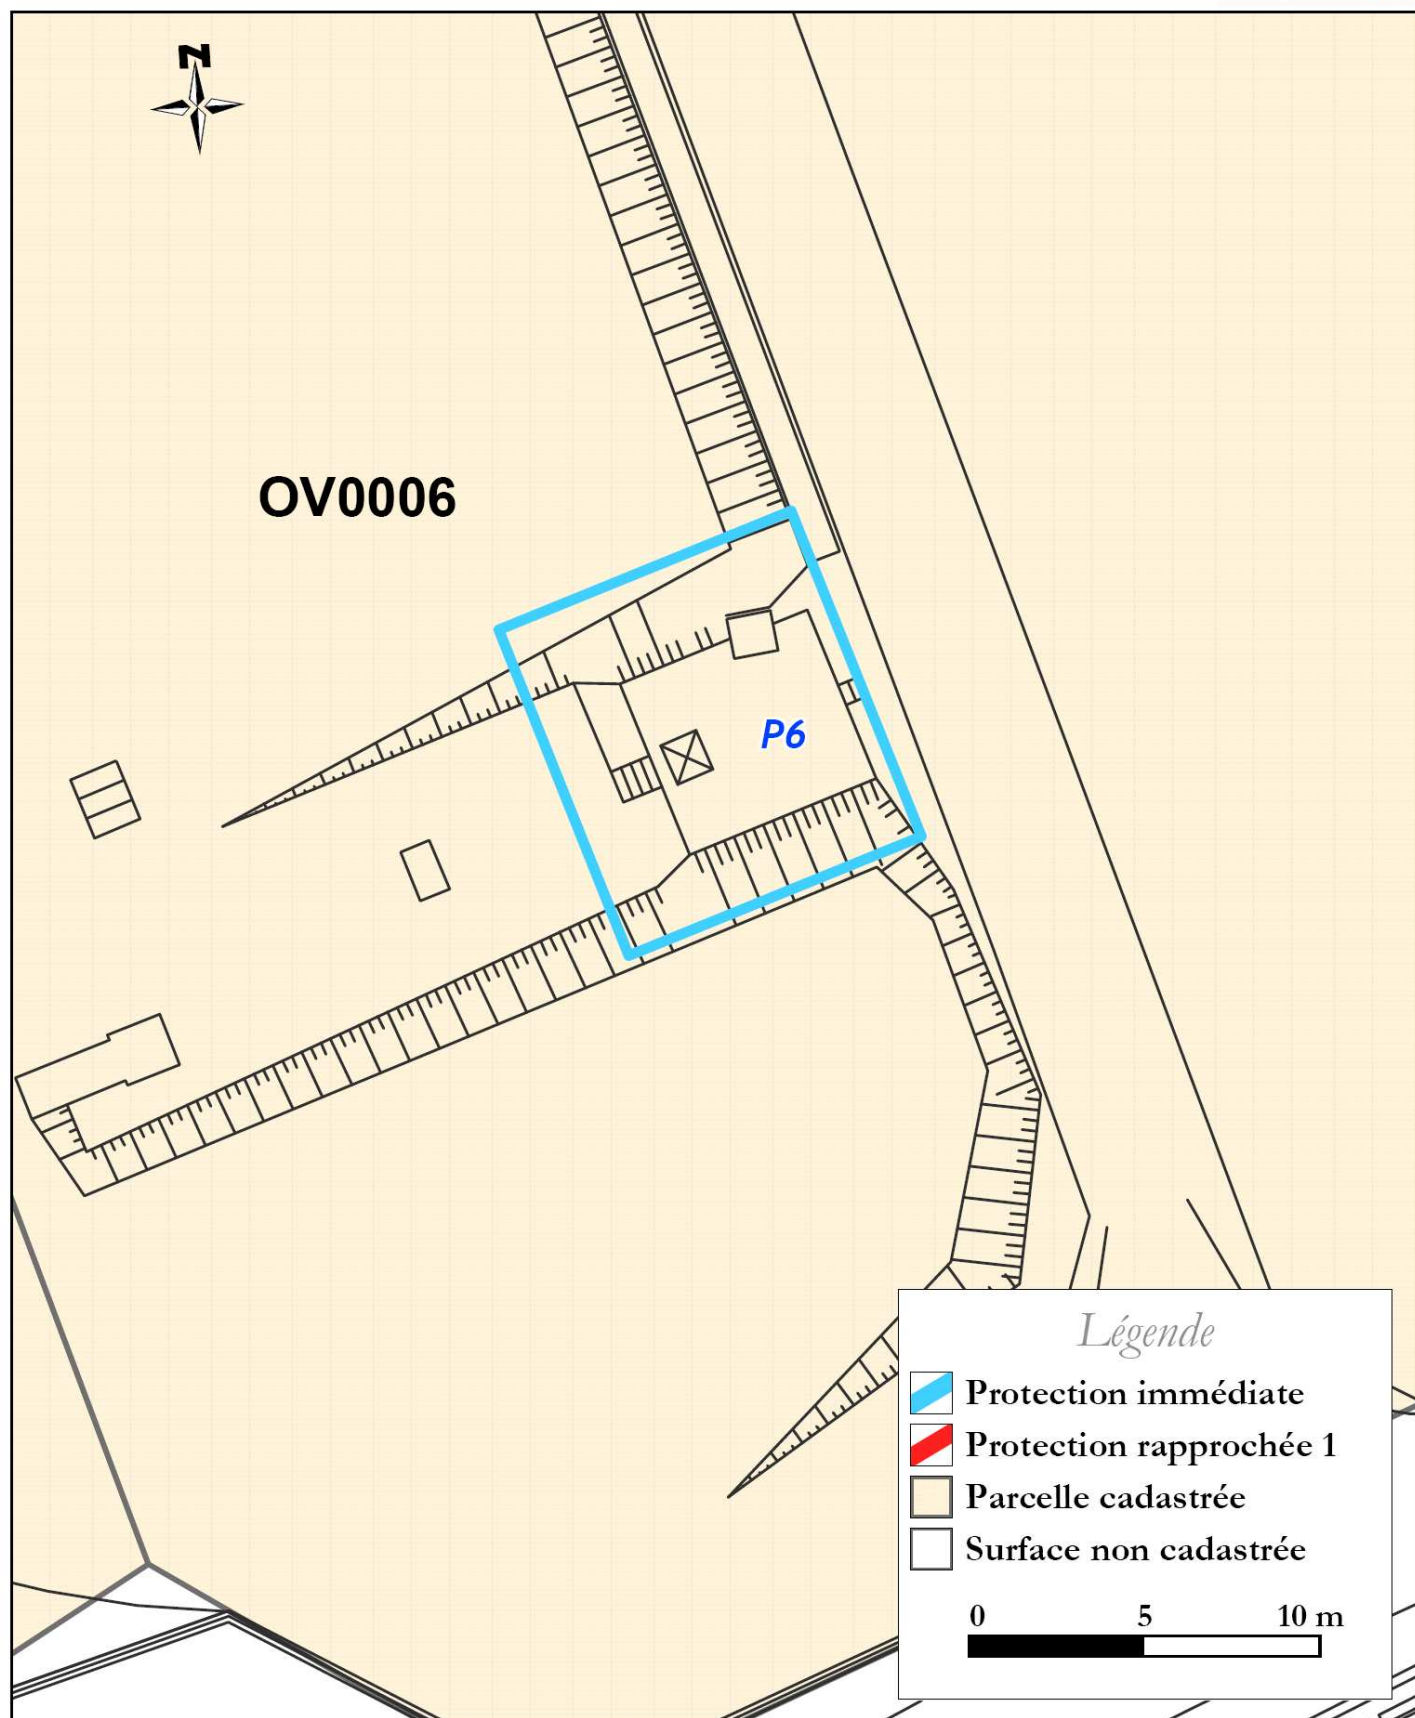 N
OV0006
P6
Légende
Protection immédiate
Protection rapprochée 1
Parcelle cadastrée
Surface non cadastrée
0 5 10 m